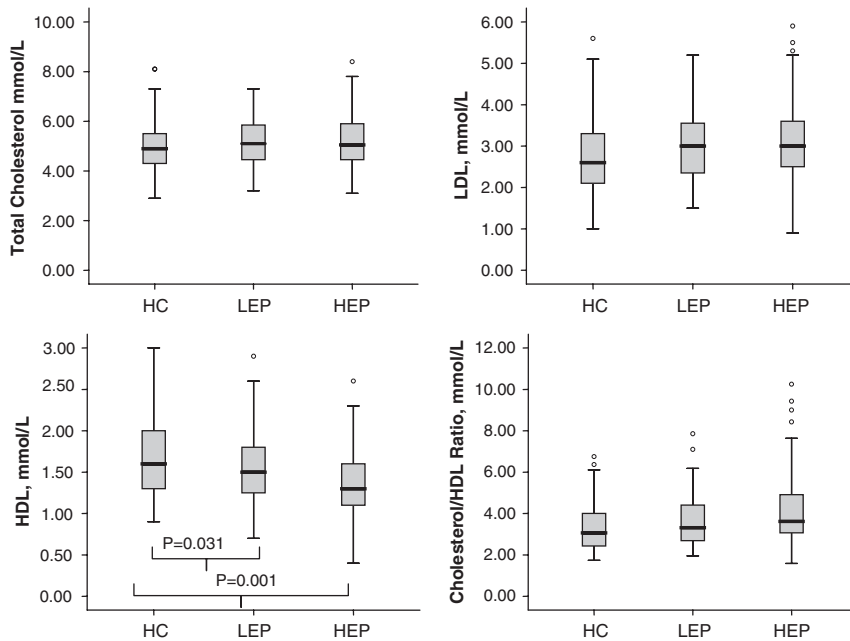 Total Cholesterol mmol/L
10.00
8.00
6.00
4.00
2.00
0.00
HC LEP HEP
LDL, mmol/L
6.00
5.00
4.00
3.00
2.00
1.00
0.00
HC LEP HEP
HDL, mmol/L
3.00
2.50
2.00
1.50
1.00
0.50
0.00
P=0.031
P=0.001
HC LEP HEP
Cholesterol/HDL Ratio, mmol/L
12.00
10.00
8.00
6.00
4.00
2.00
0.00
HC LEP HEP